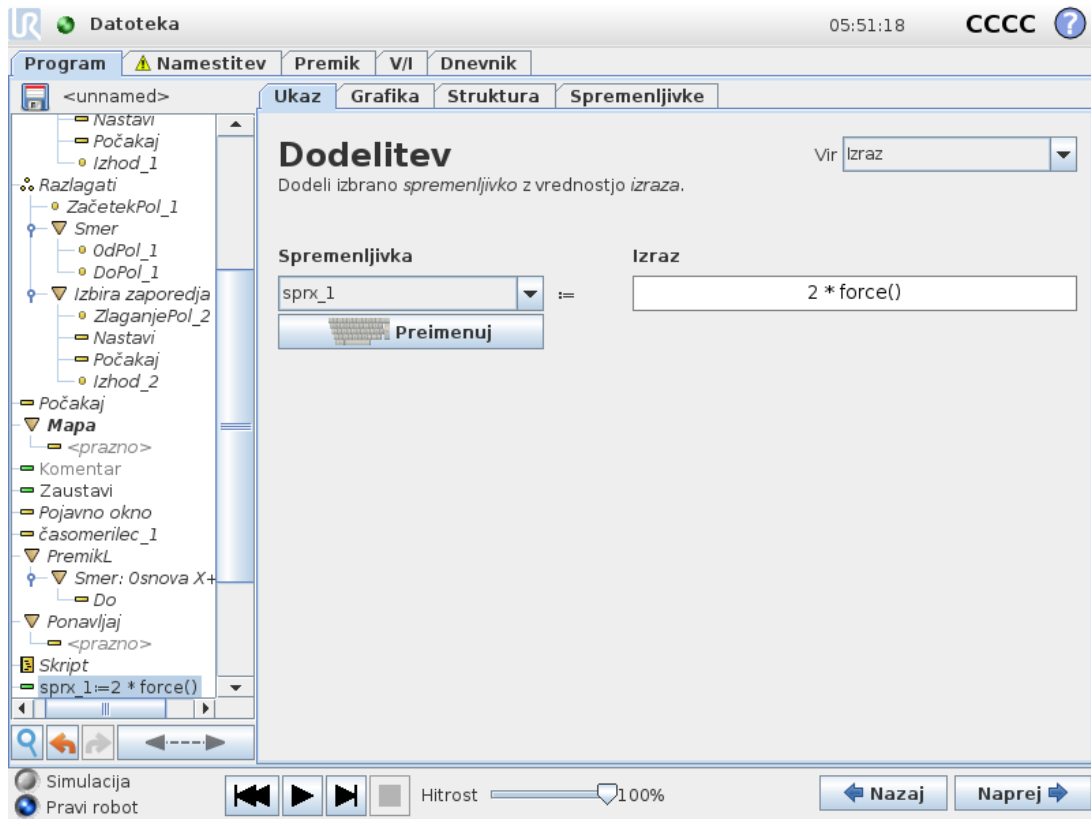 UR Datoteka 05:51:18 CCCC ?
Program Namestitev Premik V/I Dnevnik
<unnamed>
Ukaz Grafika Struktura Spremenljivke
Nastavi
Počakaj
Izhod_1
Razlagati
ZačetekPol_1
Smer
OdPol_1
DoPol_1
Izbira zaporedja
ZlaganjePol_2
Nastavi
Počakaj
Izhod_2
Počakaj
Mapa
<prazno>
Komentar
Zaustavi
Pojavno okno
časomerilec_1
PremikL
Smer: Osnova X+
Do
Ponavljaj
<prazno>
Skript
sprx_1:=2 * force()
Dodelitev
Vir Izraz
Dodeli izbrano spremenljivko z vrednostjo izraza.
Spremenljivka Izraz
sprx_1 := 2 * force()
Preimenuj
Simulacija
Pravi robot
Hitrost 100%
Nazaj Naprej